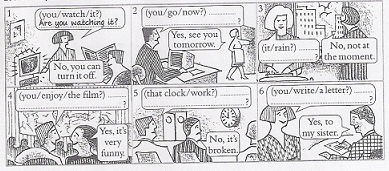 1
(you/watch/it?)
Are you watching it?
No, you can
turn it off.
2
(you/go/now?) ............
............ ?
Yes, see you
tomorrow.
3
(it/rain?) ............
............ ?
No, not at
the moment.
4
(you/enjoy/the film?) ............
............ ?
Yes, it's
very
funny.
5
(that clock/work?) ............
............ ?
No, it's
broken.
6
(you/write/a letter?) ............
............ ?
Yes, to
my sister.